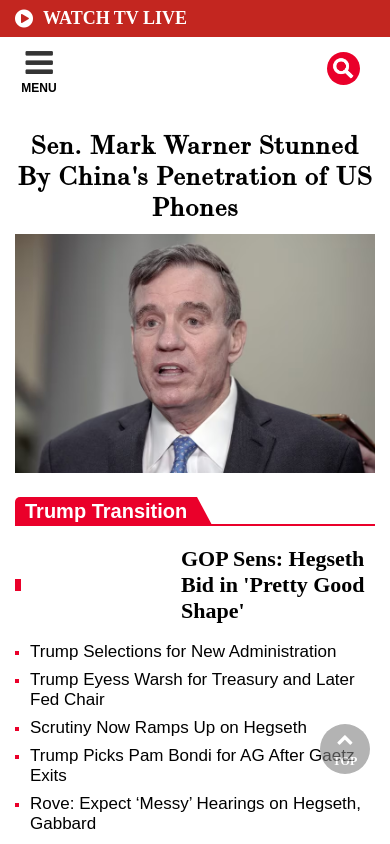 WATCH TV LIVE
MENU
Sen. Mark Warner Stunned
By China's Penetration of US
Phones
Trump Transition
GOP Sens: Hegseth
Bid in 'Pretty Good
Shape'
Trump Selections for New Administration
Trump Eyess Warsh for Treasury and Later
Fed Chair
Scrutiny Now Ramps Up on Hegseth
Trump Picks Pam Bondi for AG After Gaetz
Exits
TOP
Rove: Expect ‘Messy’ Hearings on Hegseth,
Gabbard